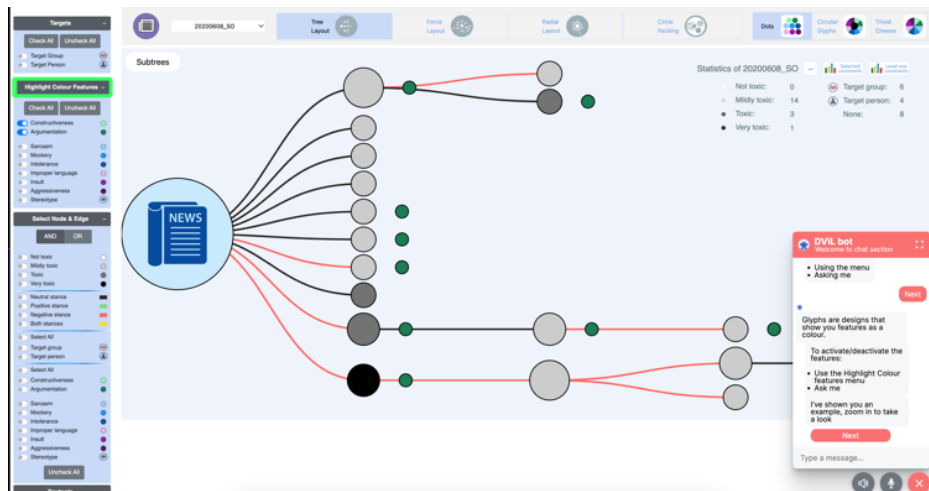 Targets –
Check All Uncheck All
Target Group
Target Person
Highlight Colour Features –
Check All Uncheck All
Constructiveness
Argumentation
Sarcasm
Mockery
Intolerance
Improper language
Insult
Aggressiveness
Stereotype
Select Node & Edge –
AND OR
Not toxic
Mildly toxic
Toxic
Very toxic
Neutral stance
Positive stance
Negative stance
Both stances
Select All
Target group
Target person
Select All
Constructiveness
Argumentation
Sarcasm
Mockery
Intolerance
Improper language
Insult
Aggressiveness
Stereotype
Uncheck All
20200608_SO
Tree
Layout
Force
Layout
Radial
Layout
Circle
Packing
Dots
Circular
Glyphs
Trivial
Cheese
Subtrees
NEWS
Statistics of 20200608_SO –
Selected
comments
Level one
comments
Not toxic: 0 Target group: 6
Mildly toxic: 14 Target person: 4
Toxic: 3 None: 8
Very toxic: 1
DViL bot
Welcome to chat section
• Using the menu
• Asking me
Next
Glyphs are designs that
show you features as a
colour.
To activate/deactivate the
features:
• Use the Highlight Colour
features menu
• Ask me
I've shown you an
example, zoom in to take
a look
Next
Type a message...